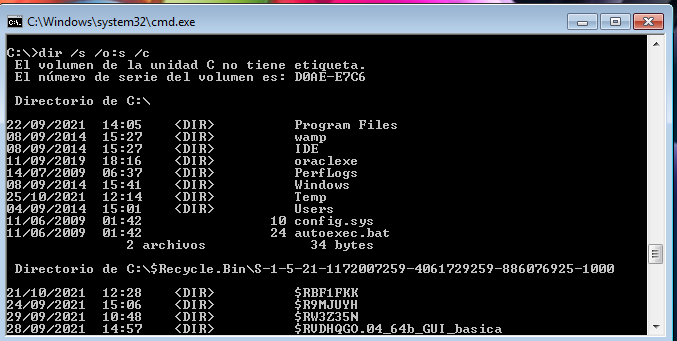 C:\Windows\system32\cmd.exe
C:\>dir /s /o:s /c
El volumen de la unidad C no tiene etiqueta.
El número de serie del volumen es: D0AE-E7C6
Directorio de C:\
22/09/2021  14:05    <DIR>          Program Files
08/09/2014  15:27    <DIR>          wamp
08/09/2014  15:27    <DIR>          IDE
11/09/2019  18:16    <DIR>          oraclexe
14/07/2009  06:37    <DIR>          PerfLogs
08/09/2014  15:41    <DIR>          Windows
25/10/2021  12:14    <DIR>          Temp
04/09/2014  15:01    <DIR>          Users
11/06/2009  01:42                10 config.sys
11/06/2009  01:42                24 autoexec.bat
2 archivos             34 bytes
Directorio de C:\$Recycle.Bin\S-1-5-21-1172007259-4061729259-886076925-1000
21/10/2021  12:28    <DIR>          $RBF1FKK
24/09/2021  15:06    <DIR>          $R9MJUYH
29/09/2021  10:48    <DIR>          $RW3Z35N
28/09/2021  14:57    <DIR>          $RVDHQGO.04_64b_GUI_basica